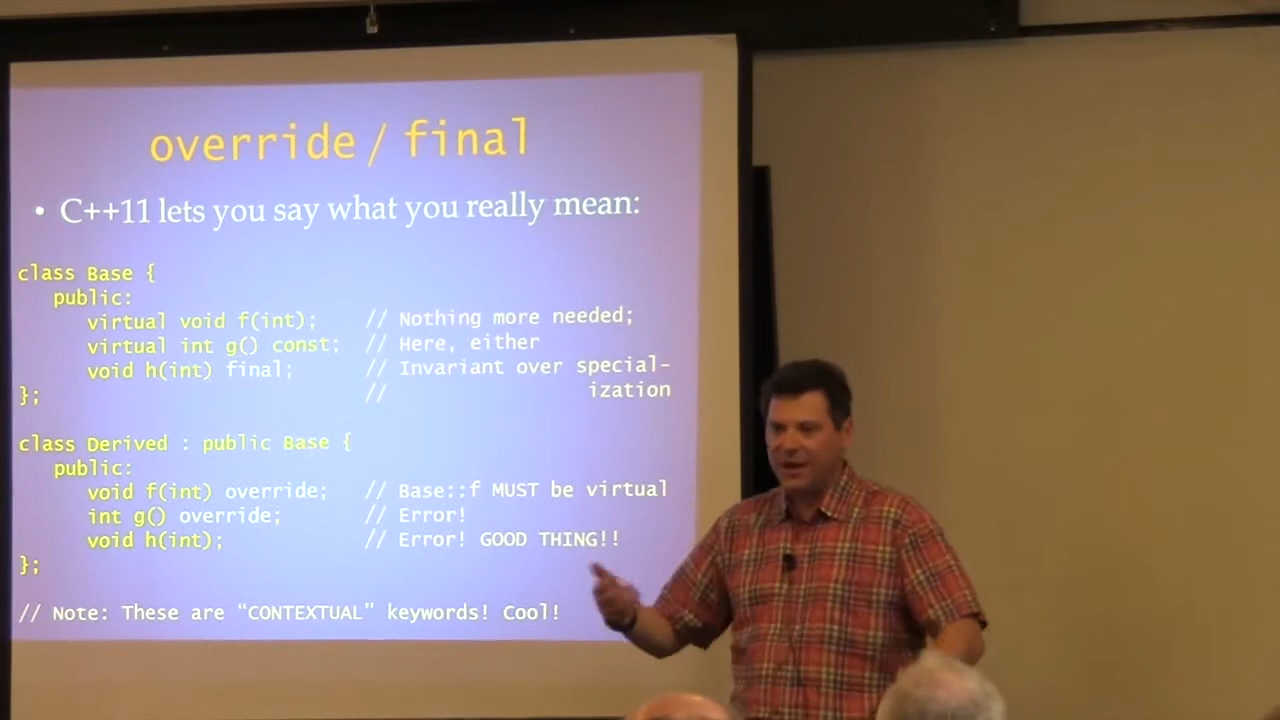 override / final
• C++11 lets you say what you really mean:
class Base {
public:
virtual void f(int); // Nothing more needed;
virtual int g() const; // Here, either
void h(int) final; // Invariant over special-
}; // ization
class Derived : public Base {
public:
void f(int) override; // Base::f MUST be virtual
int g() override; // Error!
void h(int); // Error! GOOD THING!!
};
// Note: These are “CONTEXTUAL” keywords! Cool!